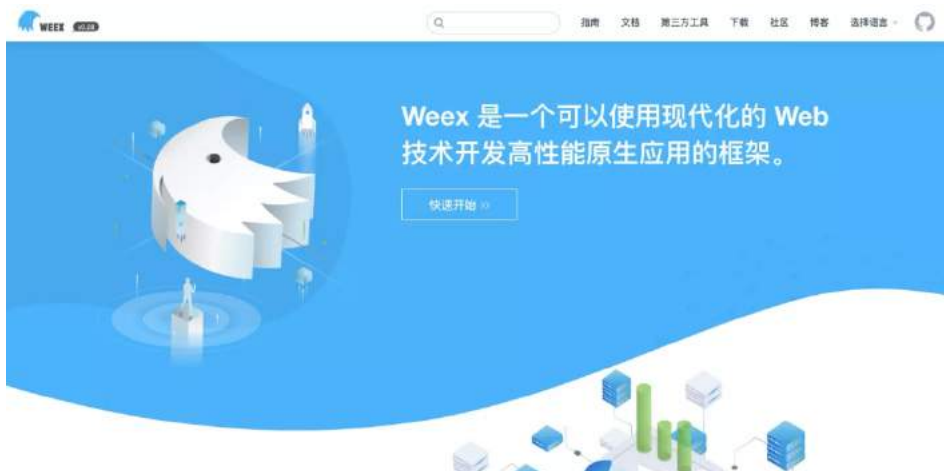 WEEX
指南 文档 第三方工具 下载 社区 博客 选择语言
Weex 是一个可以使用现代化的 Web
技术开发高性能原生应用的框架。
快速开始 »